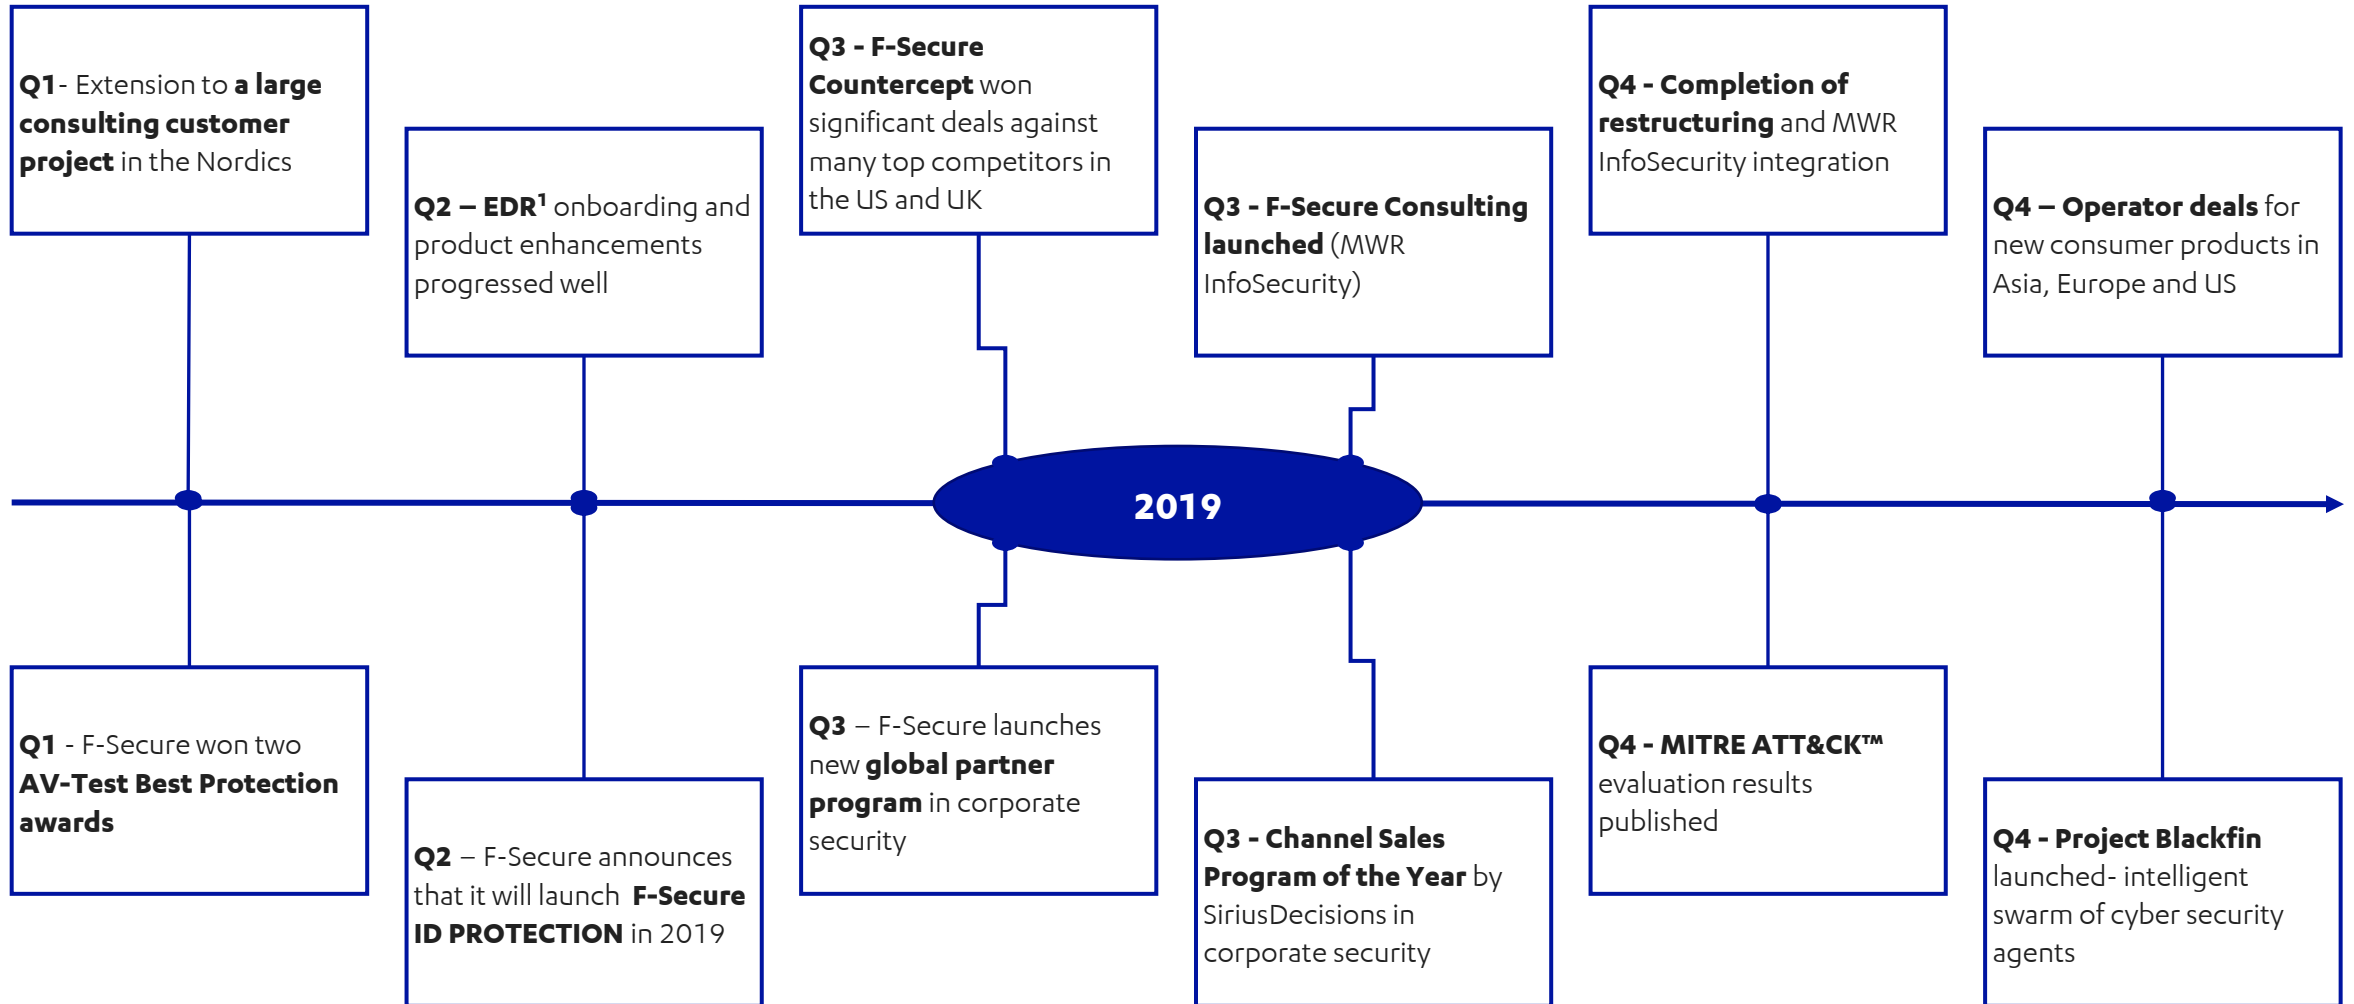 Q1- Extension to a large
consulting customer
project in the Nordics
Q2 – EDR¹ onboarding and
product enhancements
progressed well
Q3 - F-Secure
Countercept won
significant deals against
many top competitors in
the US and UK
Q3 - F-Secure Consulting
launched (MWR
InfoSecurity)
Q4 - Completion of
restructuring and MWR
InfoSecurity integration
Q4 – Operator deals for
new consumer products in
Asia, Europe and US
2019
Q1 - F-Secure won two
AV-Test Best Protection
awards
Q2 – F-Secure announces
that it will launch F-Secure
ID PROTECTION in 2019
Q3 – F-Secure launches
new global partner
program in corporate
security
Q3 - Channel Sales
Program of the Year by
SiriusDecisions in
corporate security
Q4 - MITRE ATT&CK™
evaluation results
published
Q4 - Project Blackfin
launched- intelligent
swarm of cyber security
agents